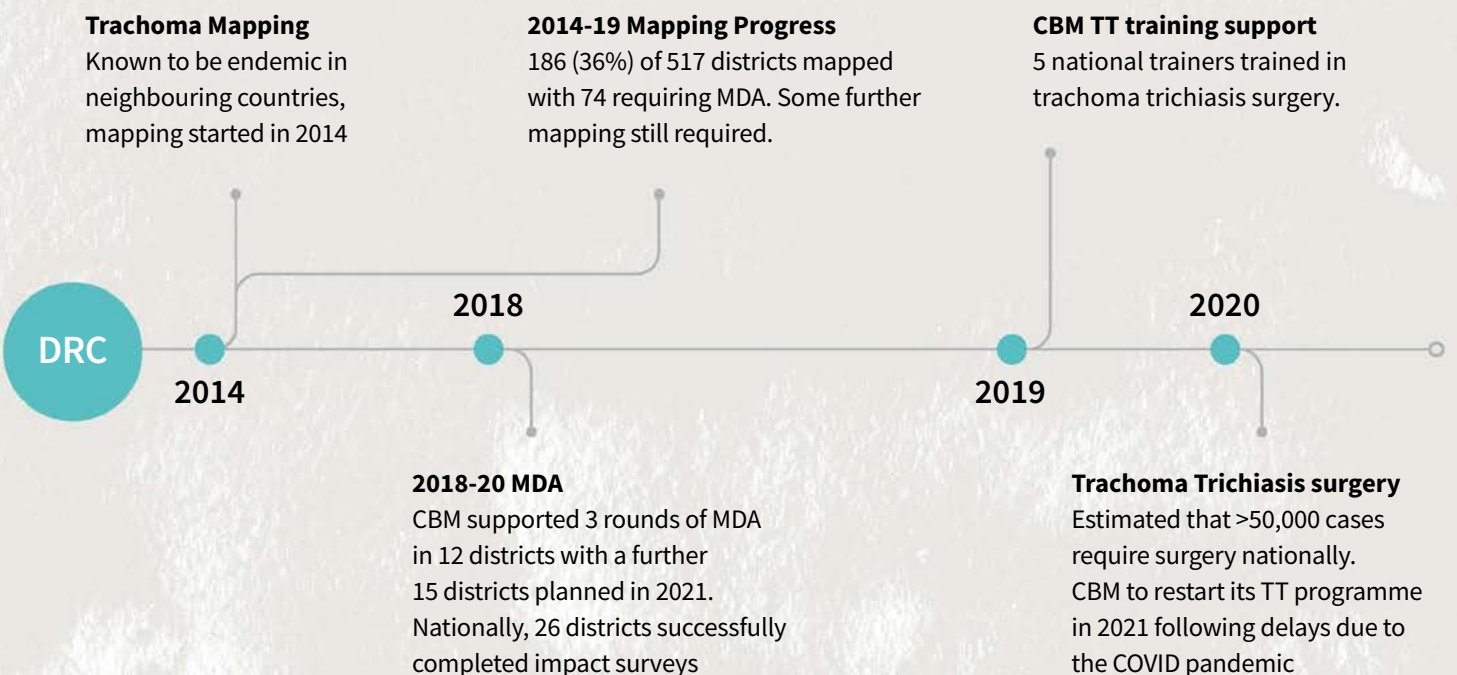 Trachoma Mapping
Known to be endemic in
neighbouring countries,
mapping started in 2014
2014-19 Mapping Progress
186 (36%) of 517 districts mapped
with 74 requiring MDA. Some further
mapping still required.
CBM TT training support
5 national trainers trained in
trachoma trichiasis surgery.
DRC
2014
2018
2019
2020
2018-20 MDA
CBM supported 3 rounds of MDA
in 12 districts with a further
15 districts planned in 2021.
Nationally, 26 districts successfully
completed impact surveys
Trachoma Trichiasis surgery
Estimated that >50,000 cases
require surgery nationally.
CBM to restart its TT programme
in 2021 following delays due to
the COVID pandemic